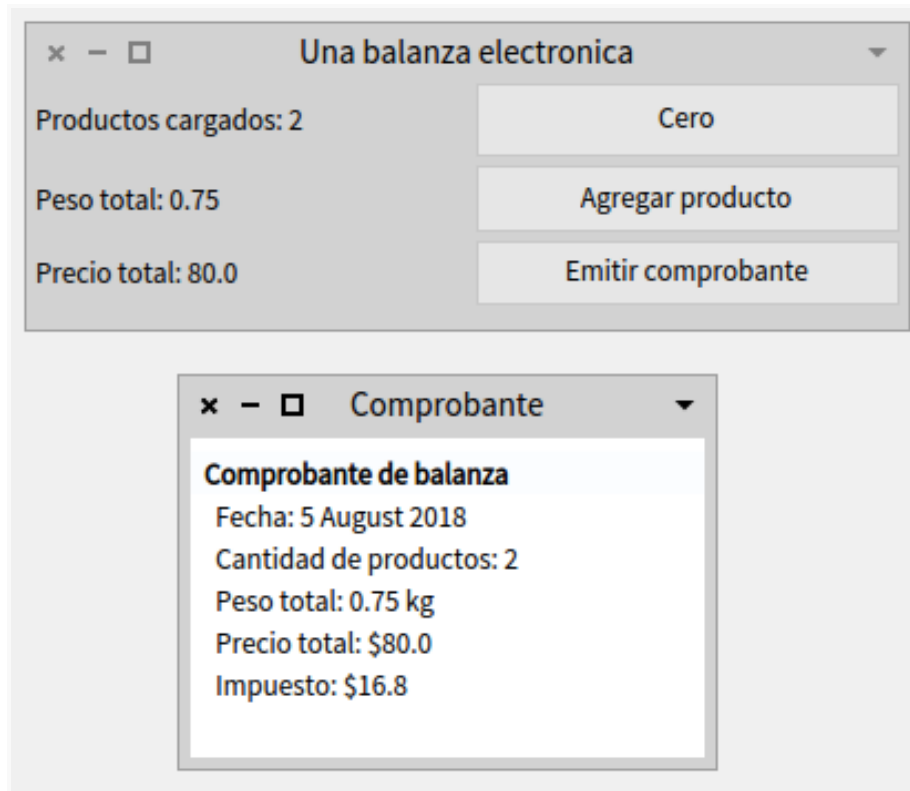 Una balanza electronica
Productos cargados: 2
Cero
Peso total: 0.75
Agregar producto
Precio total: 80.0
Emitir comprobante
Comprobante
Comprobante de balanza
Fecha: 5 August 2018
Cantidad de productos: 2
Peso total: 0.75 kg
Precio total: $80.0
Impuesto: $16.8